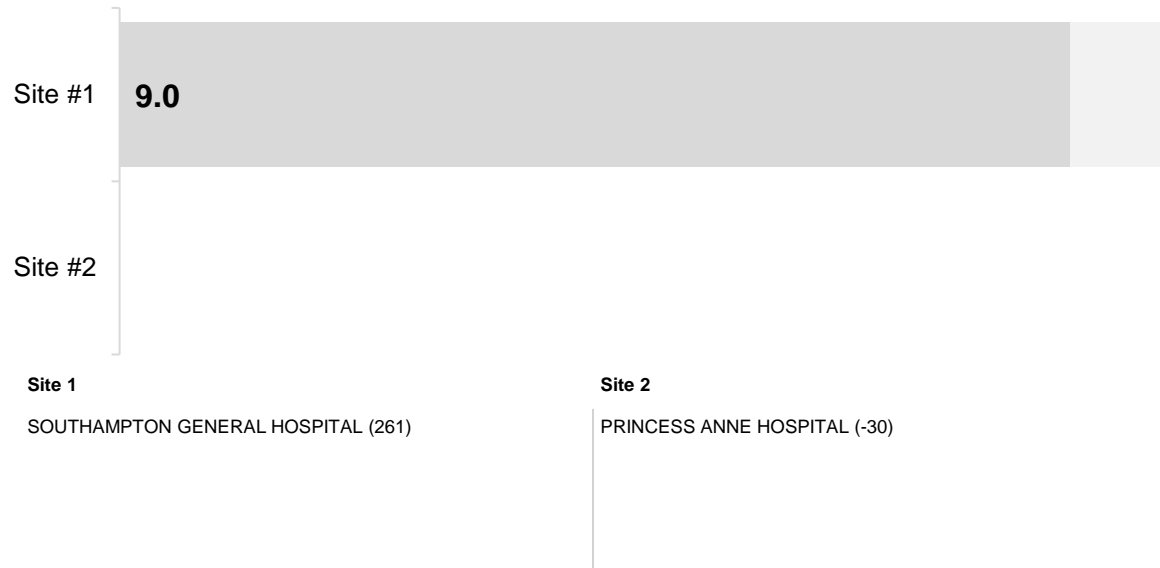 Site #1
9.0
Site #2
Site 1
SOUTHAMPTON GENERAL HOSPITAL (261)
Site 2
PRINCESS ANNE HOSPITAL (-30)